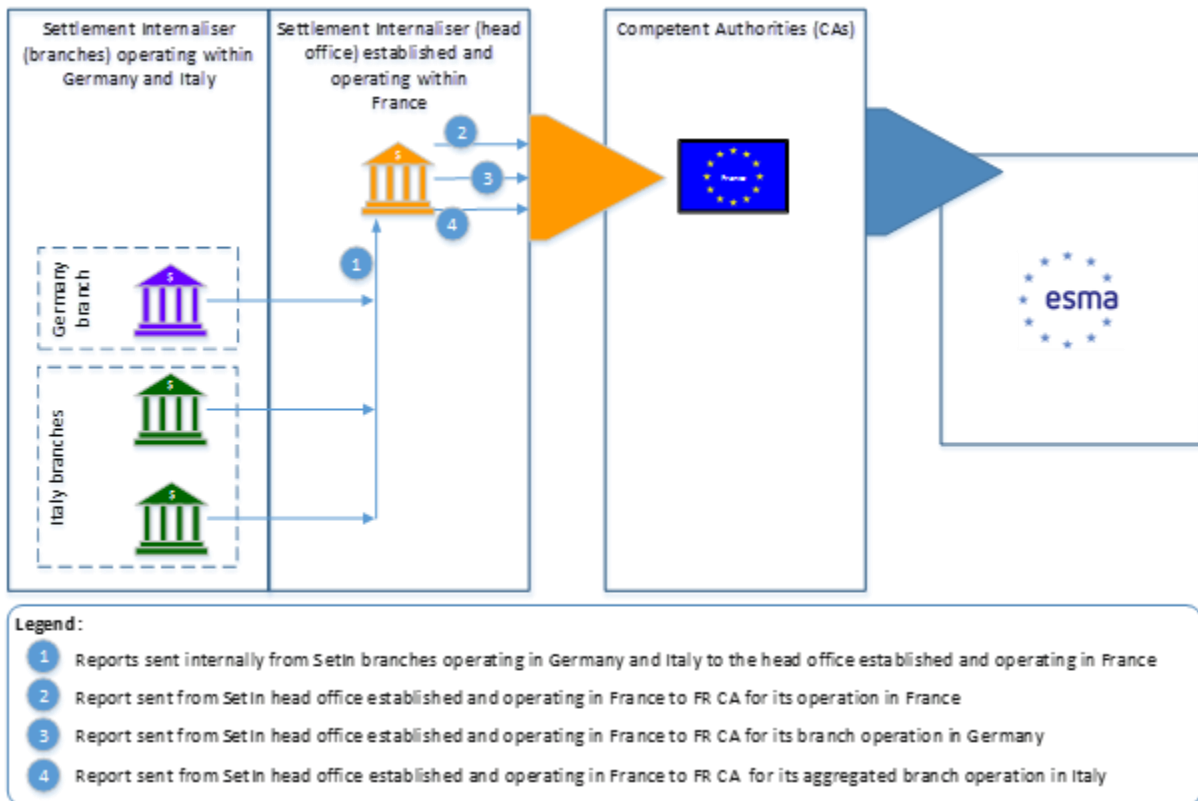 Settlement Internaliser
(branches) operating within
Germany and Italy
Settlement Internaliser (head
office) established and
operating within
France
Competent Authorities (CAs)
2
$
3
France
4
1
Germany
branch
$
esma
Italy branches
$
$
Legend:
1 Reports sent internally from SetIn branches operating in Germany and Italy to the head office established and operating in France
2 Report sent from SetIn head office established and operating in France to FR CA for its operation in France
3 Report sent from SetIn head office established and operating in France to FR CA for its branch operation in Germany
4 Report sent from SetIn head office established and operating in France to FR CA for its aggregated branch operation in Italy